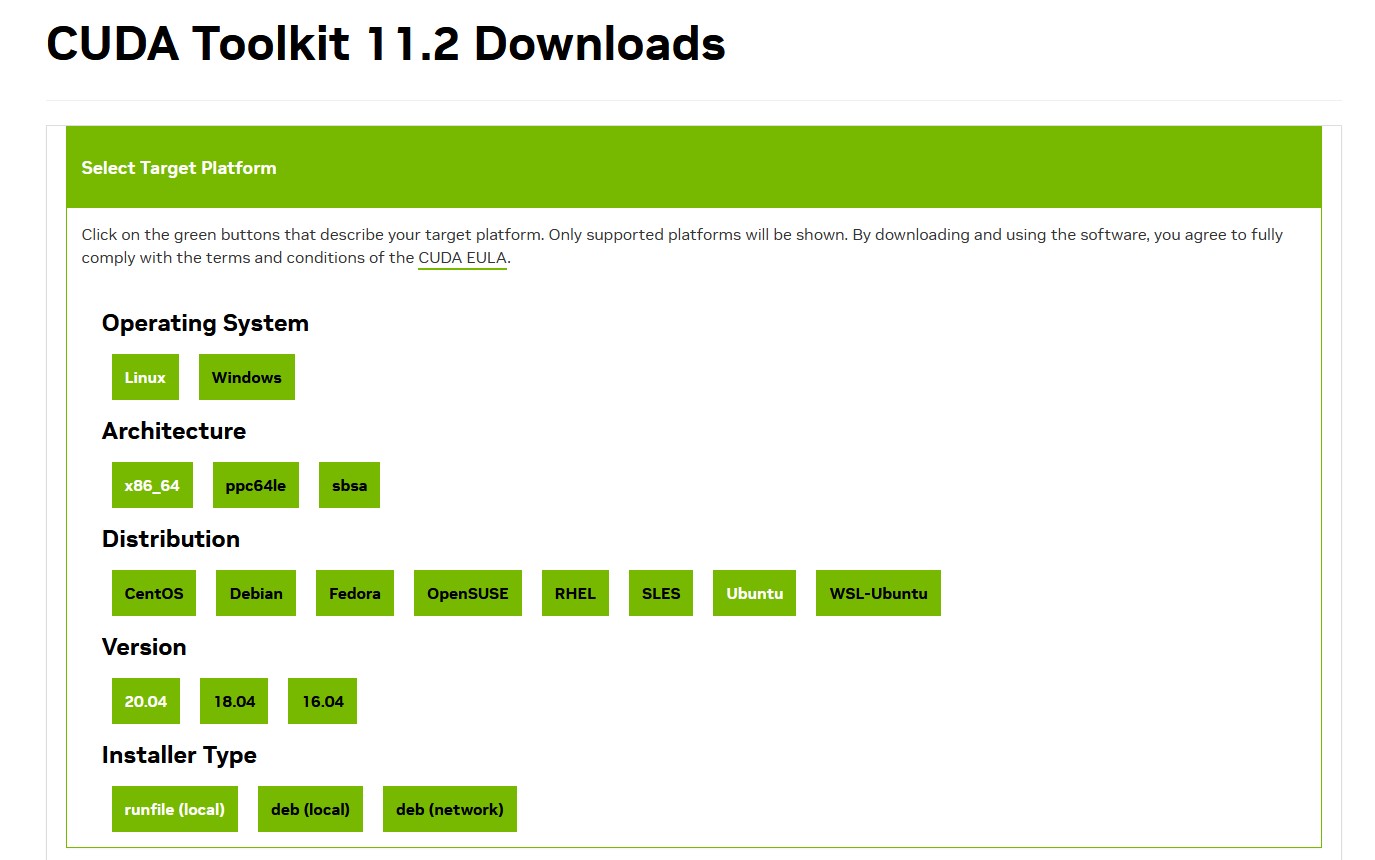 CUDA Toolkit 11.2 Downloads
Select Target Platform
Click on the green buttons that describe your target platform. Only supported platforms will be shown. By downloading and using the software, you agree to fully
comply with the terms and conditions of the CUDA EULA.
Operating System
Linux Windows
Architecture
x86_64 ppc64le sbsa
Distribution
CentOS Debian Fedora OpenSUSE RHEL SLES Ubuntu WSL-Ubuntu
Version
20.04 18.04 16.04
Installer Type
runfile (local) deb (local) deb (network)